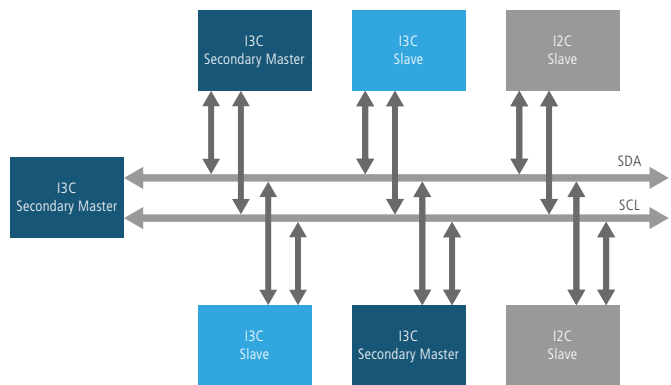 I3C
Secondary Master
I3C
Slave
I2C
Slave
SDA
I3C
Secondary Master
SCL
I3C
Slave
I3C
Secondary Master
I2C
Slave